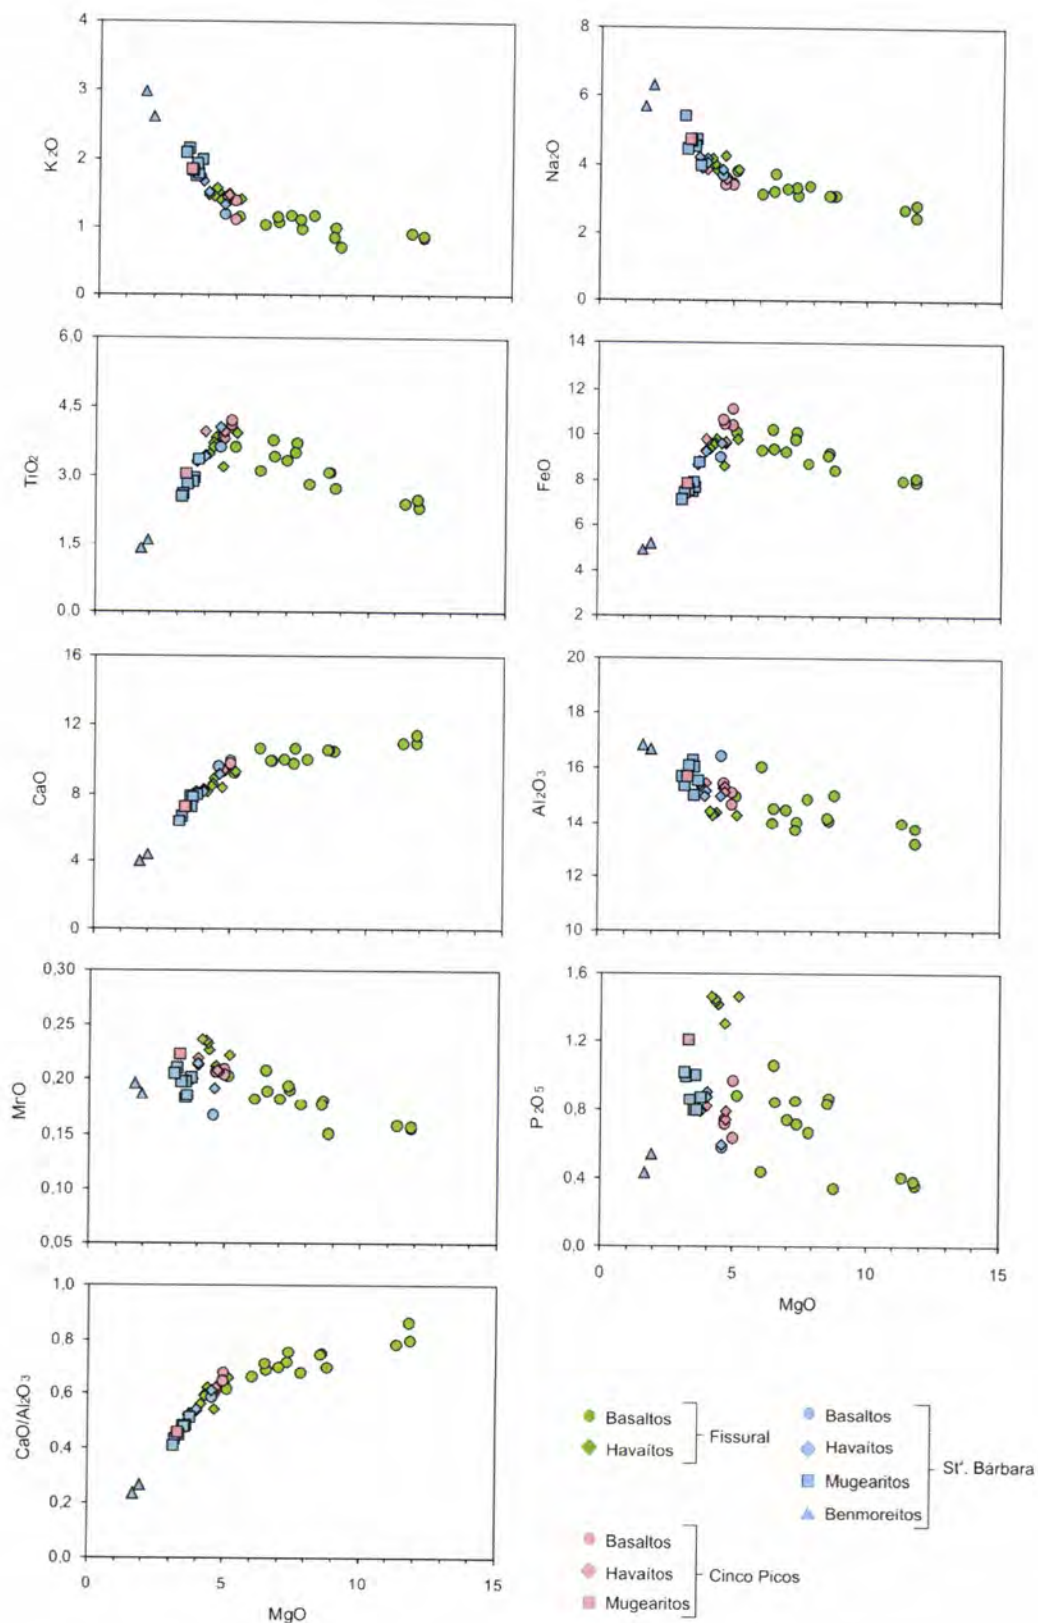 4
3
2
1
0
K2O
8
6
4
2
0
Na2O
6.0
4.5
3.0
1.5
0.0
TiO2
14
12
10
8
6
4
2
FeO
16
12
8
4
0
CaO
20
18
16
14
12
10
Al2O3
0,30
0,25
0,20
0,15
0,10
0,05
MnO
1,6
1,2
0,8
0,4
0,0
P2O5
0 5 10 15
MgO
1,0
0,8
0,6
0,4
0,2
0,0
CaO/Al2O3
0 5 10 15
MgO
Basaltos
Havaítos
Fissural
Basaltos
Havaítos
Mugearitos
Benmoreitos
Stª. Bárbara
Basaltos
Havaítos
Mugearitos
Cinco Picos